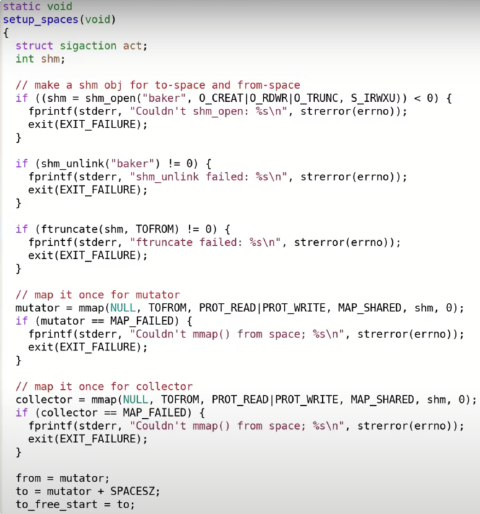 static void
setup_spaces(void)
{
  struct sigaction act;
  int shm;

  // make a shm obj for to-space and from-space
  if ((shm = shm_open("baker", O_CREAT|O_RDWR|O_TRUNC, S_IRWXU)) < 0) {
    fprintf(stderr, "Couldn't shm_open: %s\n", strerror(errno));
    exit(EXIT_FAILURE);
  }

  if (shm_unlink("baker") != 0) {
    fprintf(stderr, "shm_unlink failed: %s\n", strerror(errno));
    exit(EXIT_FAILURE);
  }

  if (ftruncate(shm, TOFROM) != 0) {
    fprintf(stderr, "ftruncate failed: %s\n", strerror(errno));
    exit(EXIT_FAILURE);
  }

  // map it once for mutator
  mutator = mmap(NULL, TOFROM, PROT_READ|PROT_WRITE, MAP_SHARED, shm, 0);
  if (mutator == MAP_FAILED) {
    fprintf(stderr, "Couldn't mmap() from space; %s\n", strerror(errno));
    exit(EXIT_FAILURE);
  }

  // map it once for collector
  collector = mmap(NULL, TOFROM, PROT_READ|PROT_WRITE, MAP_SHARED, shm, 0);
  if (collector == MAP_FAILED) {
    fprintf(stderr, "Couldn't mmap() from space; %s\n", strerror(errno));
    exit(EXIT_FAILURE);
  }

  from = mutator;
  to = mutator + SPACESZ;
  to_free_start = to;